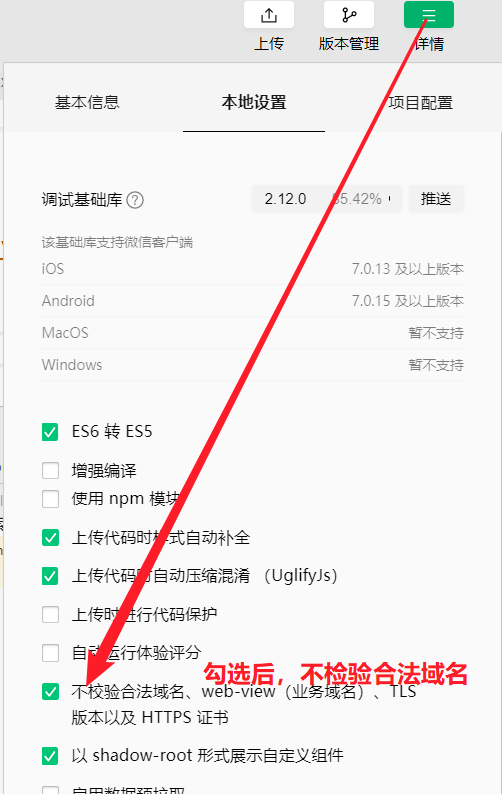 上传 版本管理 详情
基本信息 本地设置 项目配置
调试基础库 ? 2.12.0 85.42% 推送
该基础库支持微信客户端
iOS 7.0.13 及以上版本
Android 7.0.15 及以上版本
MacOS 暂不支持
Windows 暂不支持
ES6 转 ES5
增强编译
使用 npm 模块
上传代码时样式自动补全
上传代码时自动压缩混淆 （UglifyJs）
上传时进行代码保护
自动运行体验评分
勾选后，不检验合法域名
不校验合法域名、web-view（业务域名）、TLS
版本以及 HTTPS 证书
以 shadow-root 形式展示自定义组件
启用数据预拉取